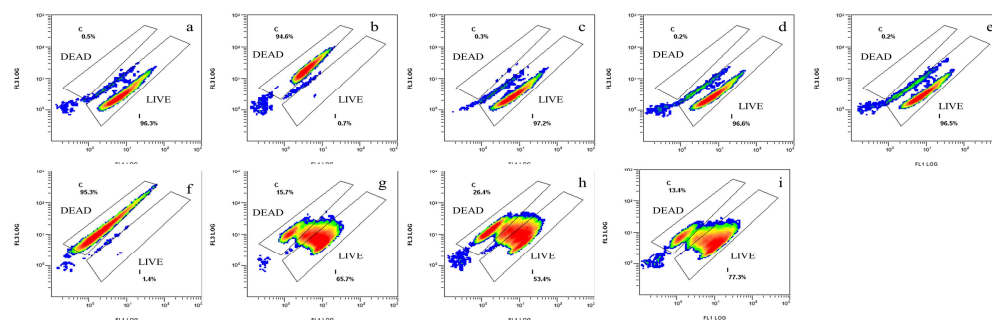 a
C
0.5%
DEAD
LIVE
I
96.3%
FL3 LOG
b
C
94.6%
DEAD
LIVE
I
0.7%
FL3 LOG
c
C
0.3%
DEAD
LIVE
I
97.2%
FL3 LOG
d
C
0.2%
DEAD
LIVE
I
96.6%
FL3 LOG
e
C
0.2%
DEAD
LIVE
I
96.5%
FL3 LOG
FL1 LOG
f
C
95.3%
DEAD
LIVE
I
1.4%
FL3 LOG
g
C
15.7%
DEAD
LIVE
I
65.7%
FL3 LOG
h
C
26.4%
DEAD
LIVE
I
53.4%
FL3 LOG
i
C
13.4%
DEAD
LIVE
I
77.3%
FL3 LOG
FL1 LOG